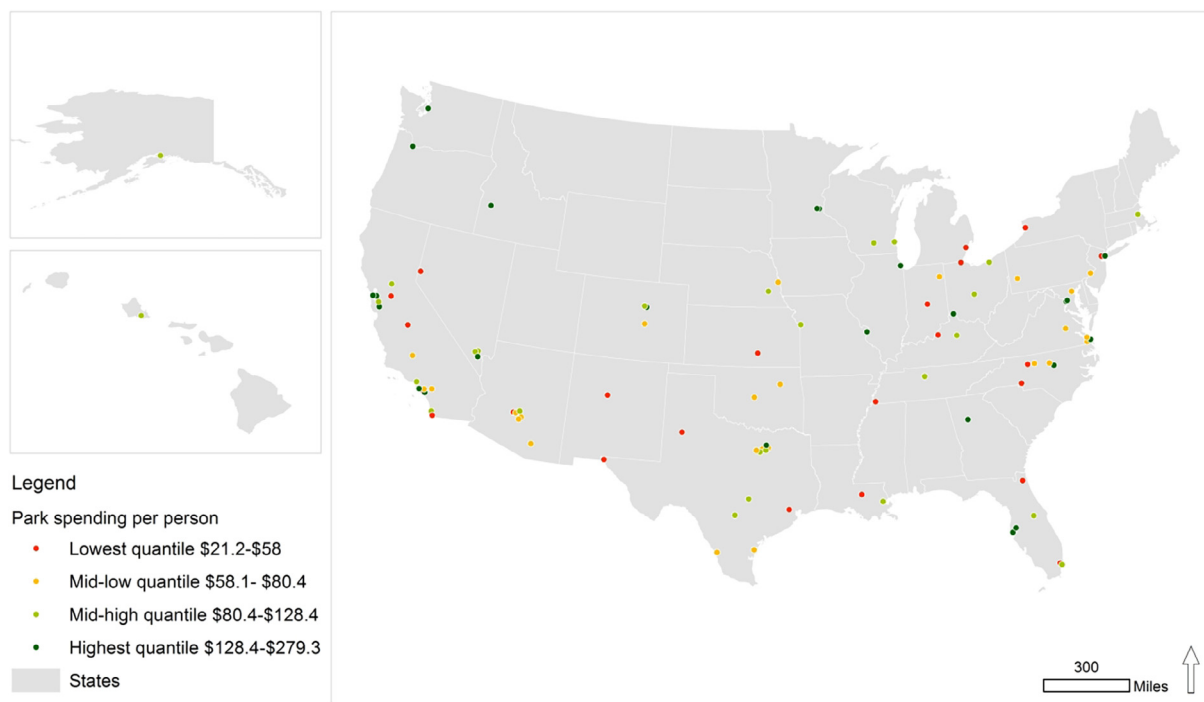 Legend
Park spending per person
Lowest quantile $21.2-$58
Mid-low quantile $58.1- $80.4
Mid-high quantile $80.4-$128.4
Highest quantile $128.4-$279.3
States
300
Miles